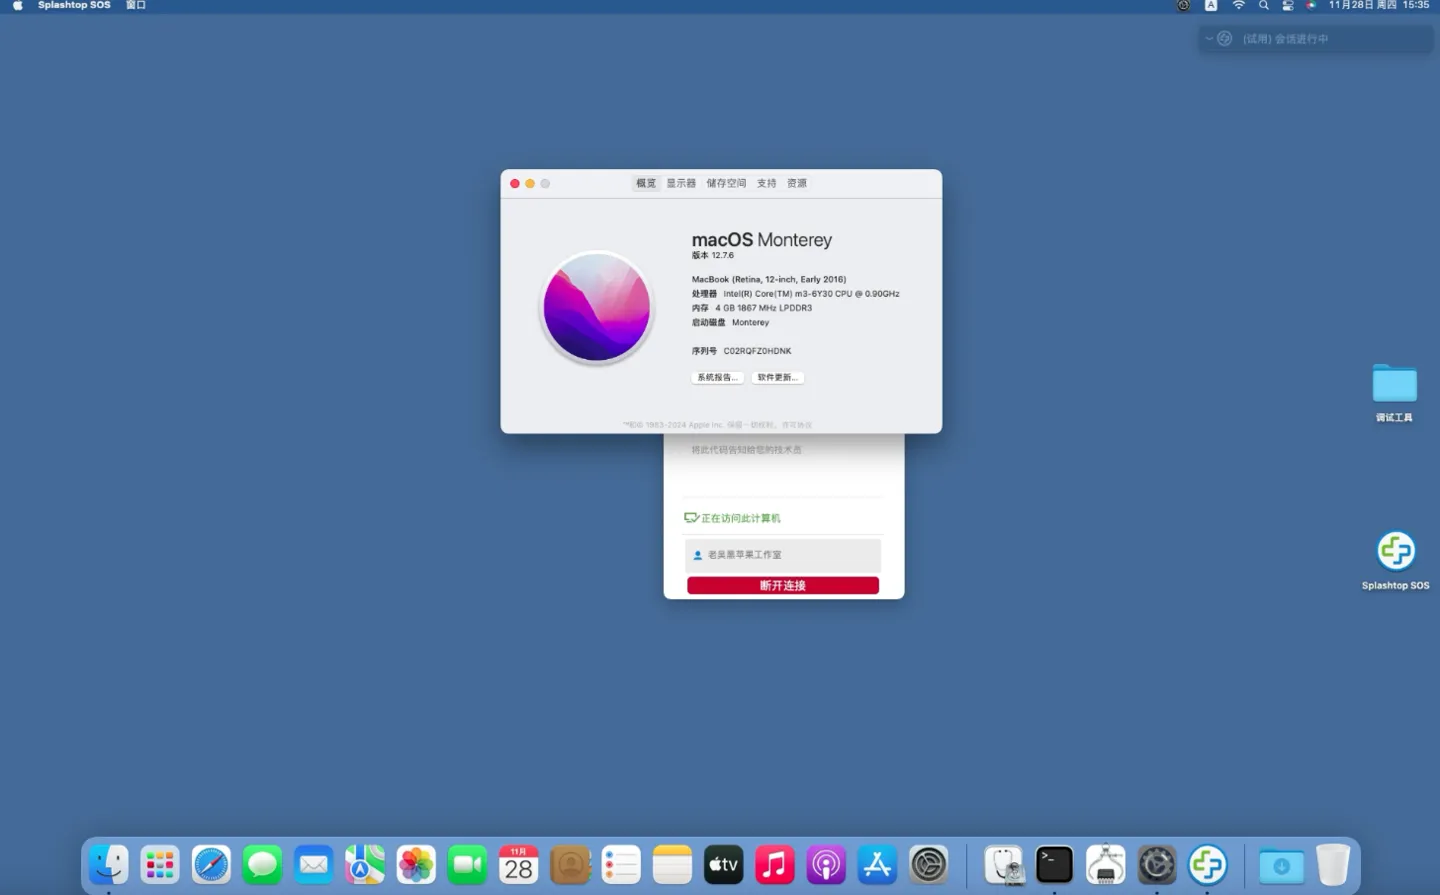 Splashtop SOS 窗口
A
11月28日 周四 15:35
(试用) 会话进行中
概览 显示器 储存空间 支持 资源
macOS Monterey
版本 12.7.6
MacBook (Retina, 12-inch, Early 2016)
处理器 Intel(R) Core(TM) m3-6Y30 CPU @ 0.90GHz
内存 4 GB 1867 MHz LPDDR3
启动磁盘 Monterey
序列号 C02RQFZ0HDNK
系统报告... 软件更新...
™和© 1983-2024 Apple Inc. 保留一切权利。许可协议
将此代码告知给您的技术员
正在访问此计算机
老吴黑苹果工作室
断开连接
调试工具
Splashtop SOS
11月
28
tv
>_